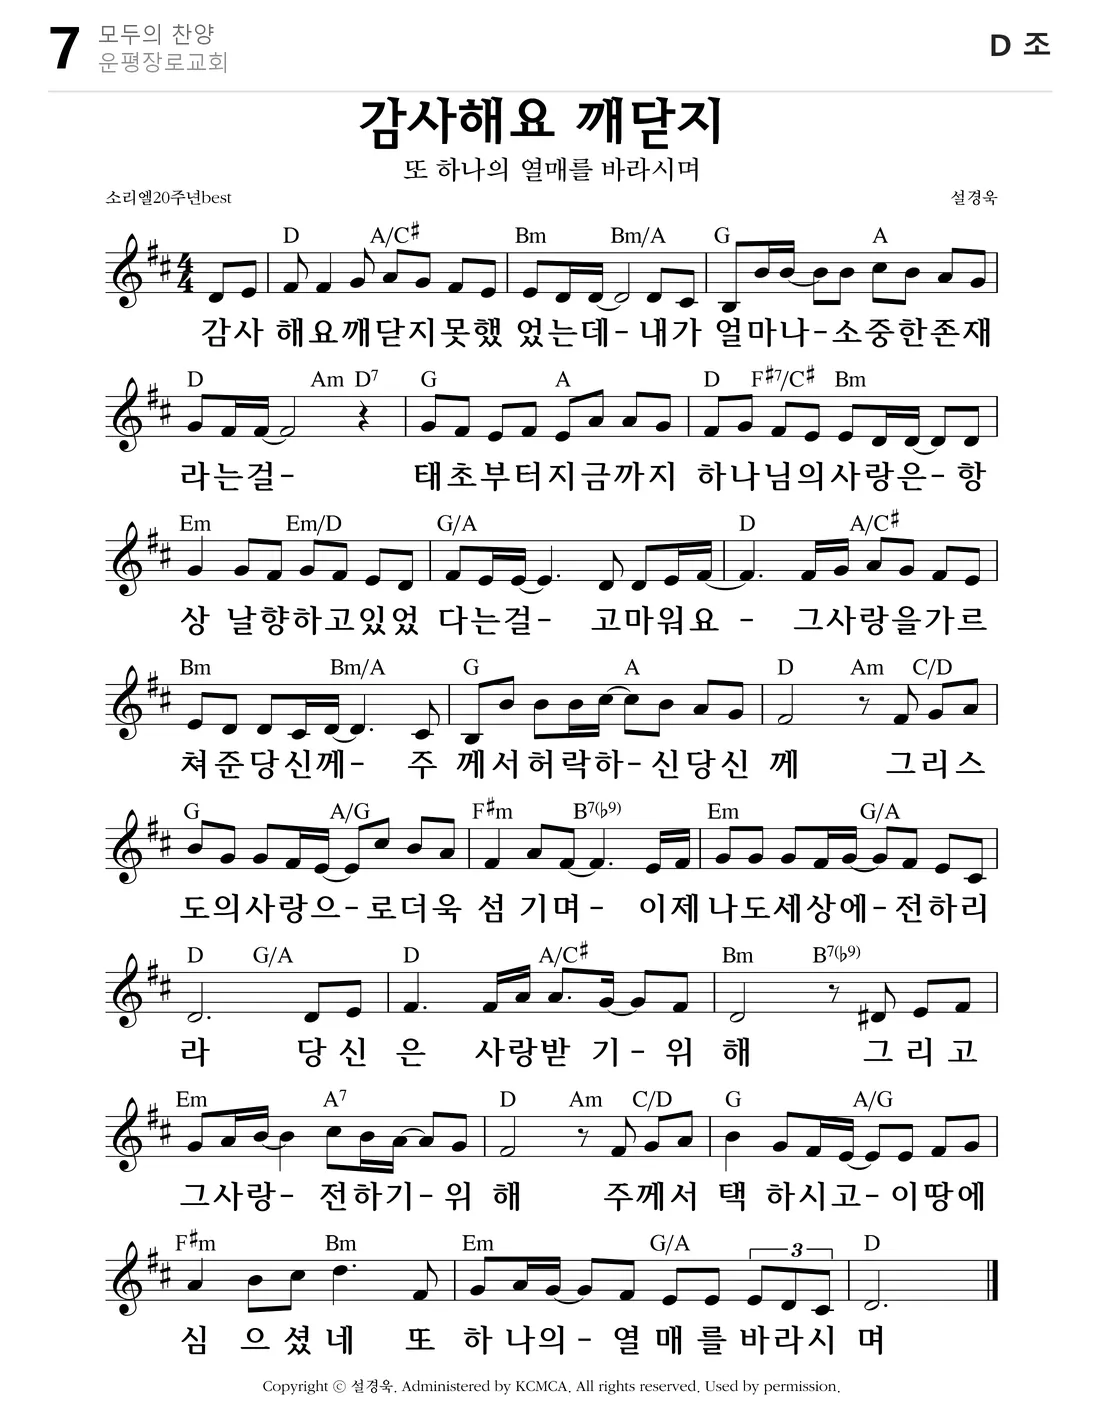 7
모두의 찬양
운평장로교회
D 조
감사해요 깨닫지
또 하나의 열매를 바라시며
소리엘20주년best
설경욱
D A/C# Bm Bm/A G A
감사 해요깨닫지못했 었는데- 내가 얼마나-소중한존재
D Am D7 G A D F#7/C# Bm
라는걸- 태초부터지금까지 하나님의사랑은-항
Em Em/D G/A D A/C#
상 날향하고있었 다는걸- 고마워요 - 그사랑을가르
Bm Bm/A G A D Am C/D
쳐준당신께- 주 께서허락하-신당신 께 그리스
G A/G F#m B7(b9) Em G/A
도의사랑으-로더욱 섬 기며- 이제 나도세상에-전하리
D G/A D A/C# Bm B7(b9)
라 당신 은 사랑받 기-위 해 그리고
Em A7 D Am C/D G A/G
그사랑- 전하기-위 해 주께서 택 하시고-이땅에
F#m Bm Em G/A 3 D
심 으셨네 또 하 나의- 열 매 를 바라시 며
Copyright ⓒ 설경욱. Administered by KCMCA. All rights reserved. Used by permission.